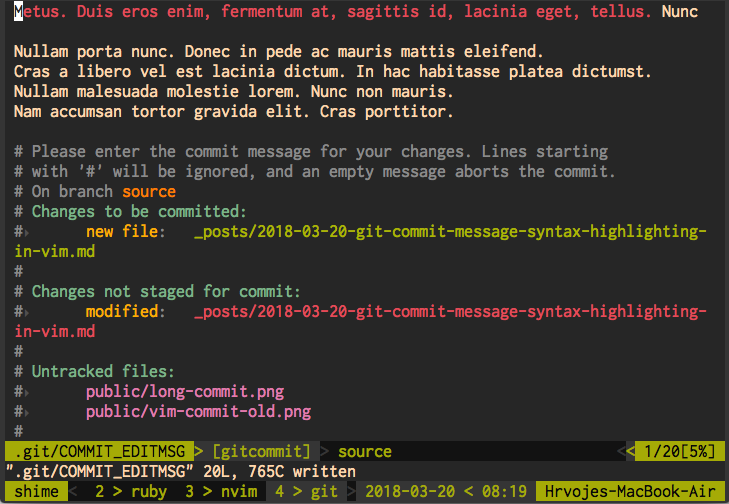 Metus. Duis eros enim, fermentum at, sagittis id, lacinia eget, tellus. Nunc
Nullam porta nunc. Donec in pede ac mauris mattis eleifend.
Cras a libero vel est lacinia dictum. In hac habitasse platea dictumst.
Nullam malesuada molestie lorem. Nunc non mauris.
Nam accumsan tortor gravida elit. Cras porttitor.
# Please enter the commit message for your changes. Lines starting
# with '#' will be ignored, and an empty message aborts the commit.
# On branch source
# Changes to be committed:
#▸ new file: _posts/2018-03-20-git-commit-message-syntax-highlighting-
in-vim.md
#
# Changes not staged for commit:
#▸ modified: _posts/2018-03-20-git-commit-message-syntax-highlighting-
in-vim.md
#
# Untracked files:
#▸ public/long-commit.png
#▸ public/vim-commit-old.png
#
.git/COMMIT_EDITMSG > [gitcommit] > source << 1/20[5%]
".git/COMMIT_EDITMSG" 20L, 765C written
shime < 2 > ruby 3 > nvim 4 > git > 2018-03-20 < 08:19 Hrvojes-MacBook-Air